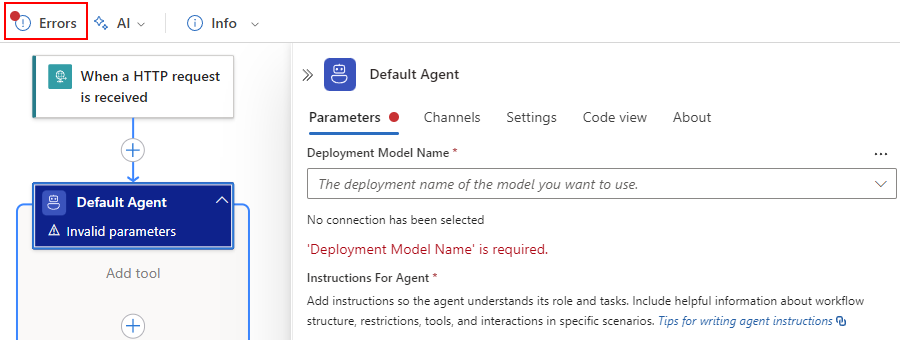 Errors AI Info
When a HTTP request
is received
Default Agent
Invalid parameters
Add tool
Default Agent
Parameters Channels Settings Code view About
Deployment Model Name *
The deployment name of the model you want to use.
No connection has been selected
'Deployment Model Name' is required.
Instructions For Agent *
Add instructions so the agent understands its role and tasks. Include helpful information about workflow
structure, restrictions, tools, and interactions in specific scenarios. Tips for writing agent instructions